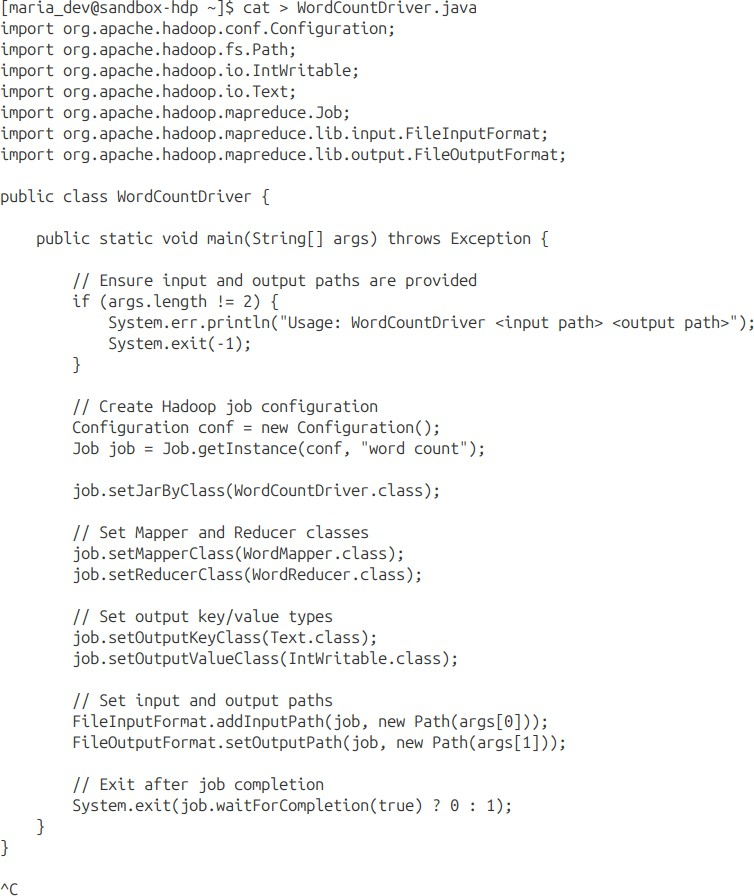 [maria_dev@sandbox-hdp ~]$ cat > WordCountDriver.java
import org.apache.hadoop.conf.Configuration;
import org.apache.hadoop.fs.Path;
import org.apache.hadoop.io.IntWritable;
import org.apache.hadoop.io.Text;
import org.apache.hadoop.mapreduce.Job;
import org.apache.hadoop.mapreduce.lib.input.FileInputFormat;
import org.apache.hadoop.mapreduce.lib.output.FileOutputFormat;

public class WordCountDriver {

    public static void main(String[] args) throws Exception {

        // Ensure input and output paths are provided
        if (args.length != 2) {
            System.err.println("Usage: WordCountDriver <input path> <output path>");
            System.exit(-1);
        }

        // Create Hadoop job configuration
        Configuration conf = new Configuration();
        Job job = Job.getInstance(conf, "word count");

        job.setJarByClass(WordCountDriver.class);

        // Set Mapper and Reducer classes
        job.setMapperClass(WordMapper.class);
        job.setReducerClass(WordReducer.class);

        // Set output key/value types
        job.setOutputKeyClass(Text.class);
        job.setOutputValueClass(IntWritable.class);

        // Set input and output paths
        FileInputFormat.addInputPath(job, new Path(args[0]));
        FileOutputFormat.setOutputPath(job, new Path(args[1]));

        // Exit after job completion
        System.exit(job.waitForCompletion(true) ? 0 : 1);
    }
}

^C